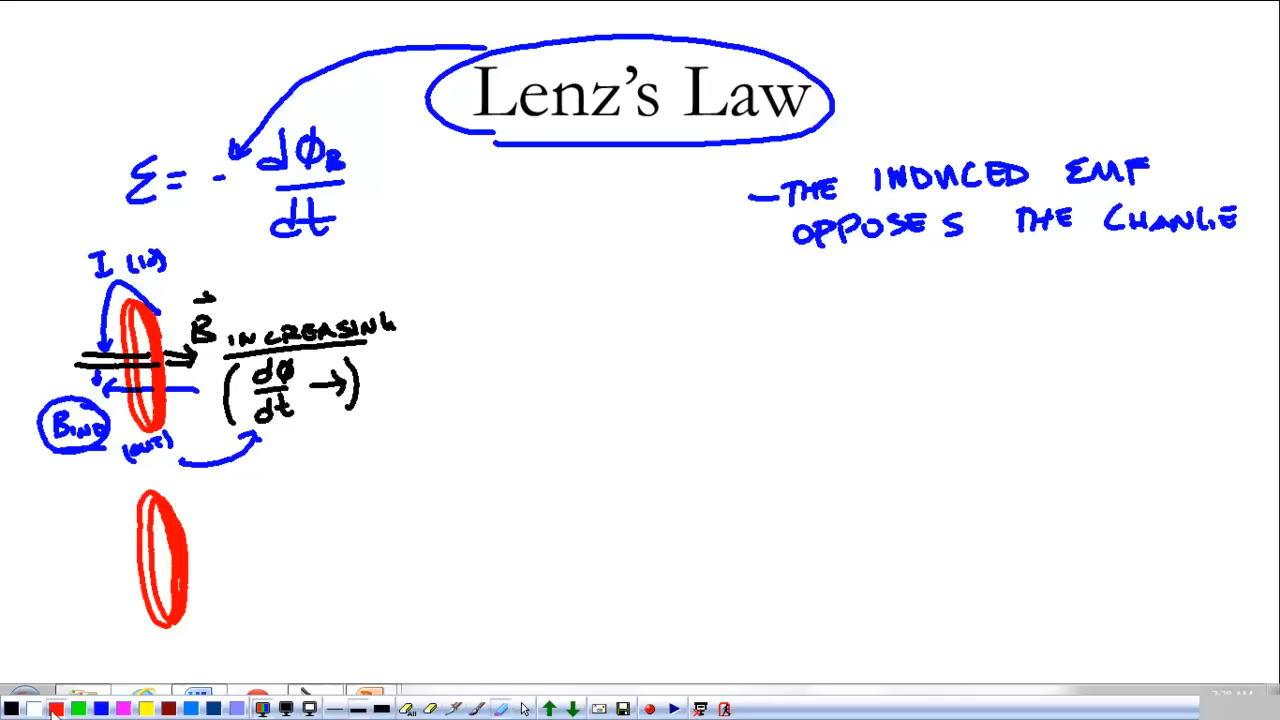 Lenz's Law
ℰ = - dϕB/dt
- THE INDUCED EMF
OPPOSES THE CHANGE
I (in)
B⃗ INCREASING
(dϕ/dt →)
BIND
(out)